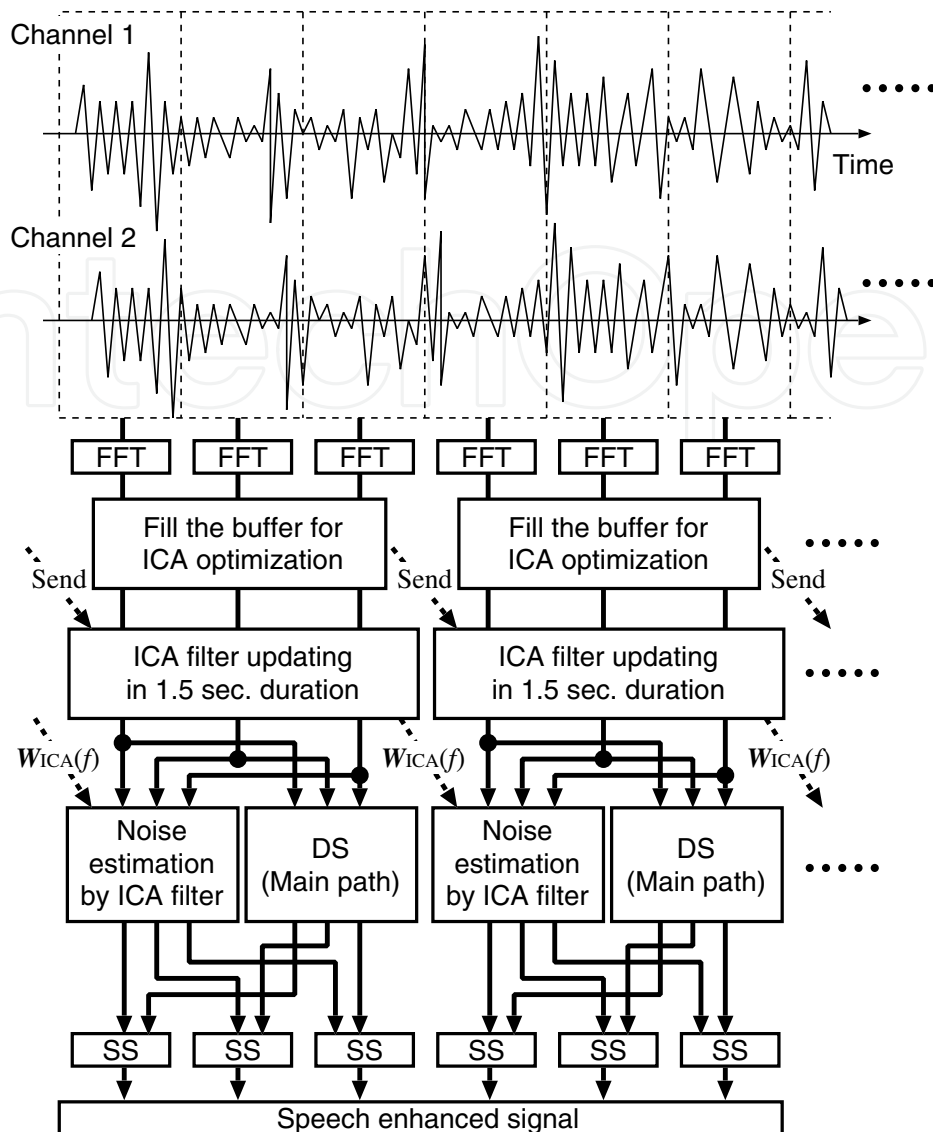 Channel 1
Time
Channel 2
ntechOpe
FFT FFT FFT FFT FFT FFT
Fill the buffer for
ICA optimization
Fill the buffer for
ICA optimization
Send Send Send
ICA filter updating
in 1.5 sec. duration
ICA filter updating
in 1.5 sec. duration
WICA(f) WICA(f) WICA(f)
Noise
estimation
by ICA filter
DS
(Main path)
Noise
estimation
by ICA filter
DS
(Main path)
SS SS SS SS SS SS
Speech enhanced signal